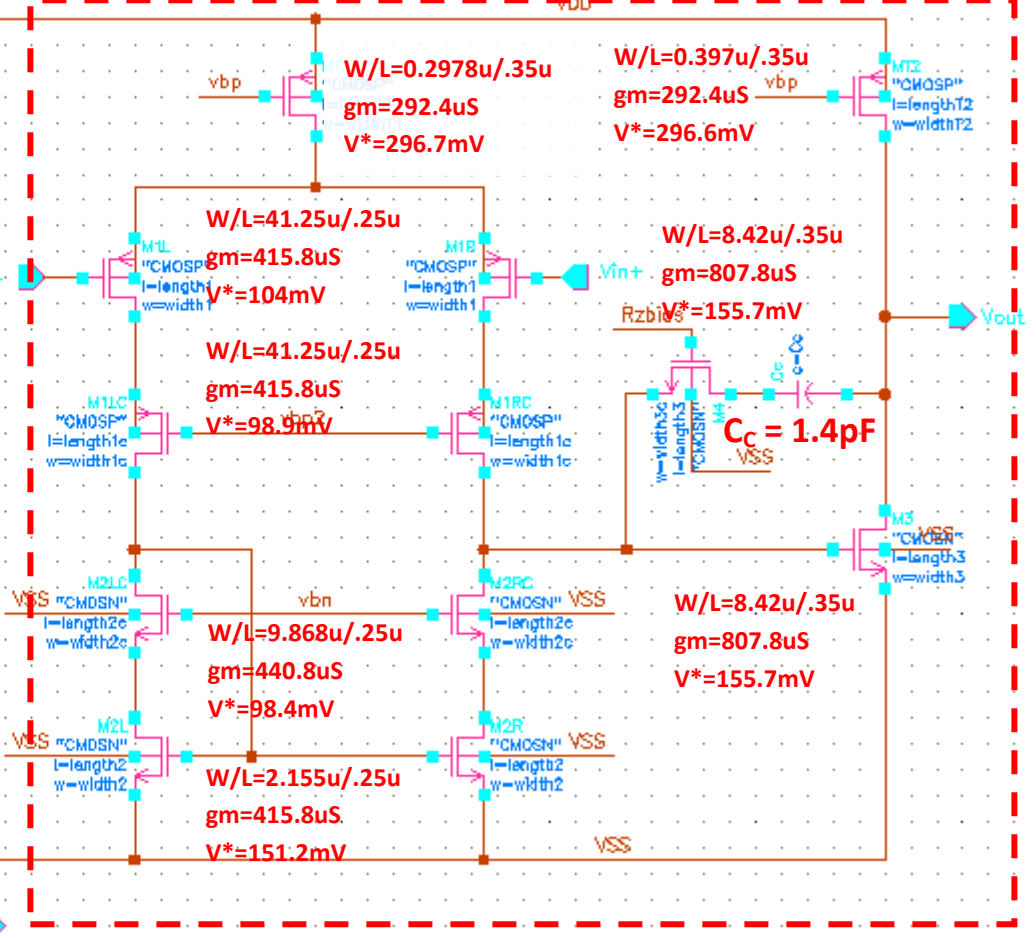 VDD
W/L=0.2978u/.35u
gm=292.4uS
V*=296.7mV
vbp
W/L=0.397u/.35u
gm=292.4uS
V*=296.6mV
vbp
MT2
"CMOSP"
l=lengthT2
w=widthT2
W/L=41.25u/.25u
gm=415.8uS
V*=104mV
M1L
"CMOSP"
l=length1
w=width1
M1R
"CMOSP"
l=length1
w=width1
Vin+
W/L=8.42u/.35u
gm=807.8uS
V*=155.7mV
Rzbias
Vout
W/L=41.25u/.25u
gm=415.8uS
V*=98.9mV
M1LC
"CMOSP"
l=length1c
w=width1c
M1RC
"CMOSP"
l=length1c
w=width1c
M4
"CMOSN"
l=length3
w=width3c
Cc
c=Cc
C_C = 1.4pF
VSS
M3
"CMOSN"
l=length3
w=width3
VSS
M2LC
VSS
"CMOSN"
l=length2c
w=width2c
vbn
M2RC
"CMOSN"
l=length2c
w=width2c
VSS
W/L=9.868u/.25u
gm=440.8uS
V*=98.4mV
W/L=8.42u/.35u
gm=807.8uS
V*=155.7mV
M2L
VSS
"CMOSN"
l=length2
w=width2
M2R
"CMOSN"
l=length2
w=width2
VSS
W/L=2.155u/.25u
gm=415.8uS
V*=151.2mV
VSS